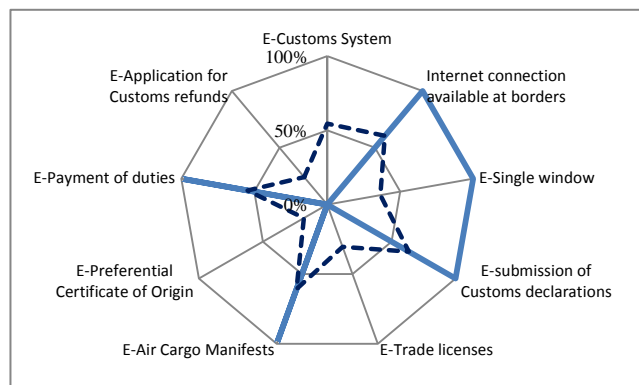 E-Customs System
100%
E-Application for
Customs refunds
Internet connection
available at borders
50%
E-Payment of duties
E-Single window
0%
E-Preferential
Certificate of Origin
E-submission of
Customs declarations
E-Air Cargo Manifests
E-Trade licenses